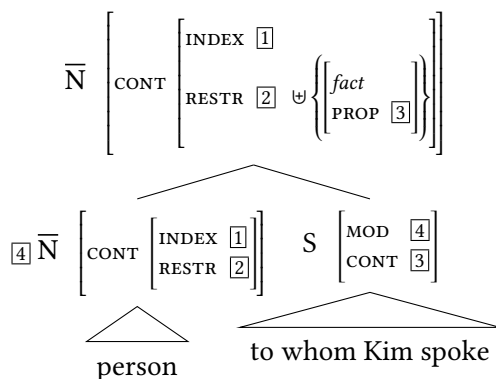 INDEX 1
N̅ CONT RESTR 2 ⊎ { fact
PROP 3 }
4 N̅ CONT INDEX 1
RESTR 2
S MOD 4
CONT 3
person
to whom Kim spoke